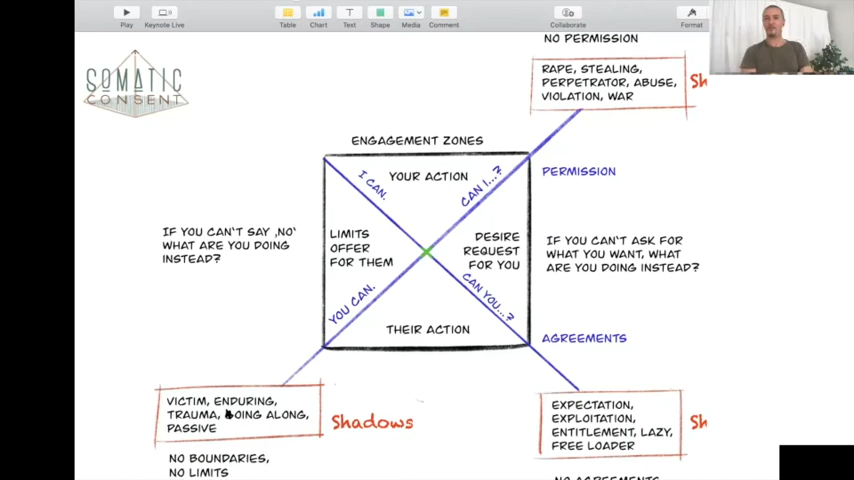 Play
Keynote Live
Table
Chart
Text
Shape
Media
Comment
Collaborate
Format
NO PERMISSION
SOMATIC
CONSENT
RAPE, STEALING,
PERPETRATOR, ABUSE,
VIOLATION, WAR
Sh
ENGAGEMENT ZONES
I CAN.
YOUR ACTION
CAN I...?
PERMISSION
IF YOU CAN'T SAY ‚NO'
WHAT ARE YOU DOING
INSTEAD?
LIMITS
OFFER
FOR THEM
DESIRE
REQUEST
FOR YOU
IF YOU CAN'T ASK FOR
WHAT YOU WANT, WHAT
ARE YOU DOING INSTEAD?
YOU CAN.
CAN YOU...?
THEIR ACTION
AGREEMENTS
VICTIM, ENDURING,
TRAUMA, GOING ALONG,
PASSIVE
Shadows
EXPECTATION,
EXPLOITATION,
ENTITLEMENT, LAZY,
FREE LOADER
Sh
NO BOUNDARIES,
NO LIMITS
NO AGREEMENTS